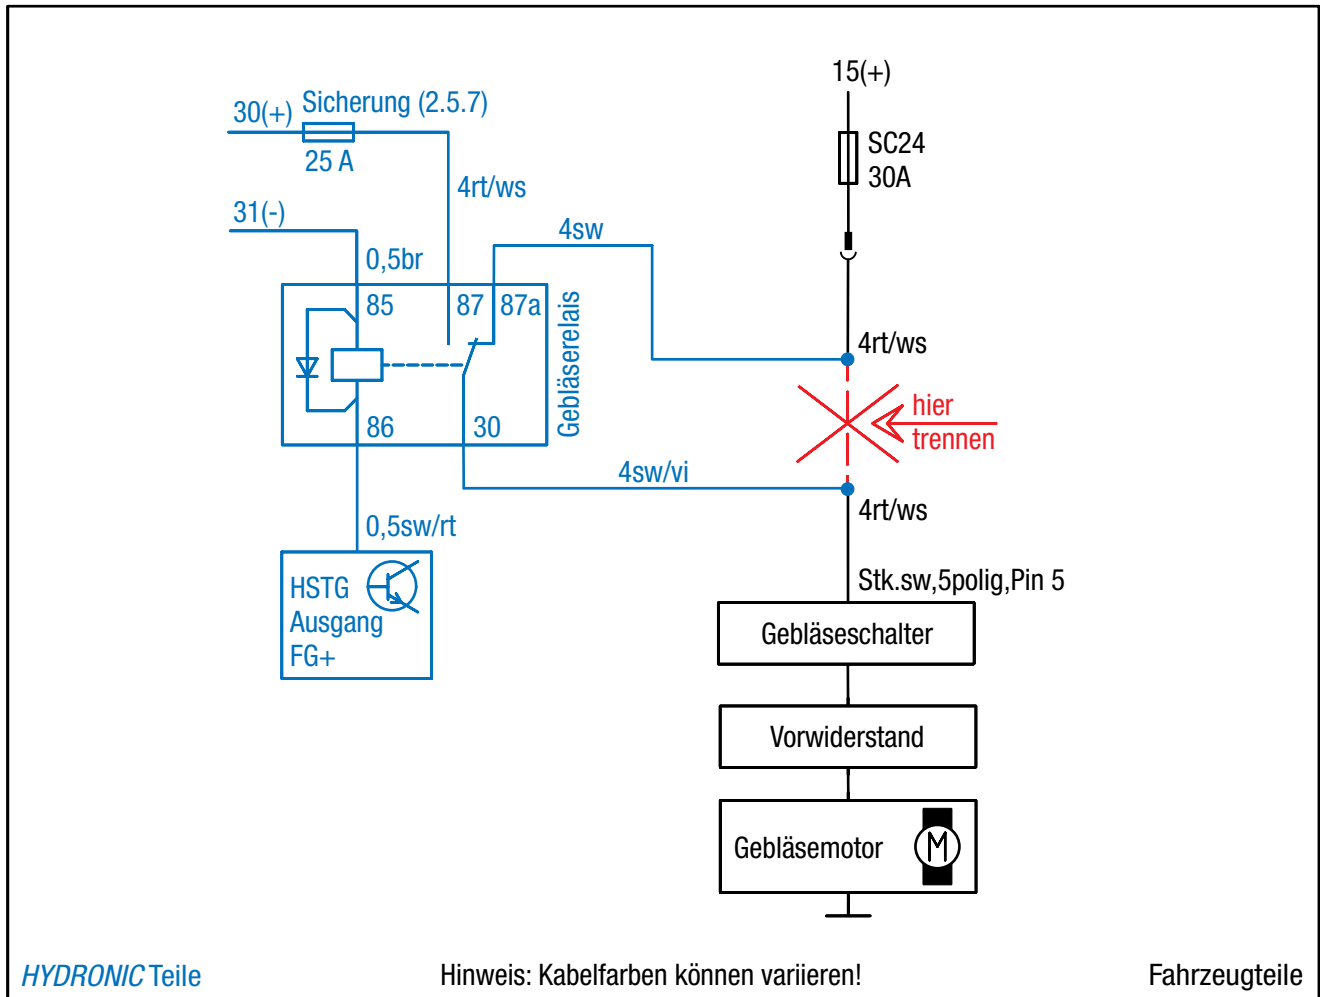 15(+)
30(+)
Sicherung (2.5.7)
25 A
SC24
30A
4rt/ws
31(-)
4sw
0,5br
85
87
87a
Gebläserelais
4rt/ws
hier
trennen
86
30
4sw/vi
4rt/ws
0,5sw/rt
HSTG
Ausgang
FG+
Stk.sw,5polig,Pin 5
Gebläseschalter
Vorwiderstand
Gebläsemotor
M
HYDRONIC Teile
Hinweis: Kabelfarben können variieren!
Fahrzeugteile